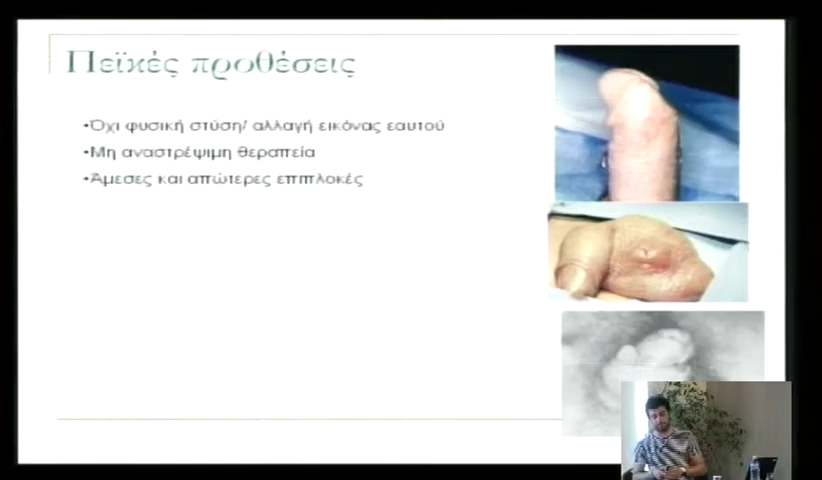 Πεϊκές προθέσεις
•Όχι φυσική στύση/ αλλαγή εικόνας εαυτού
•Μη αναστρέψιμη θεραπεία
•Άμεσες και απώτερες επιπλοκές